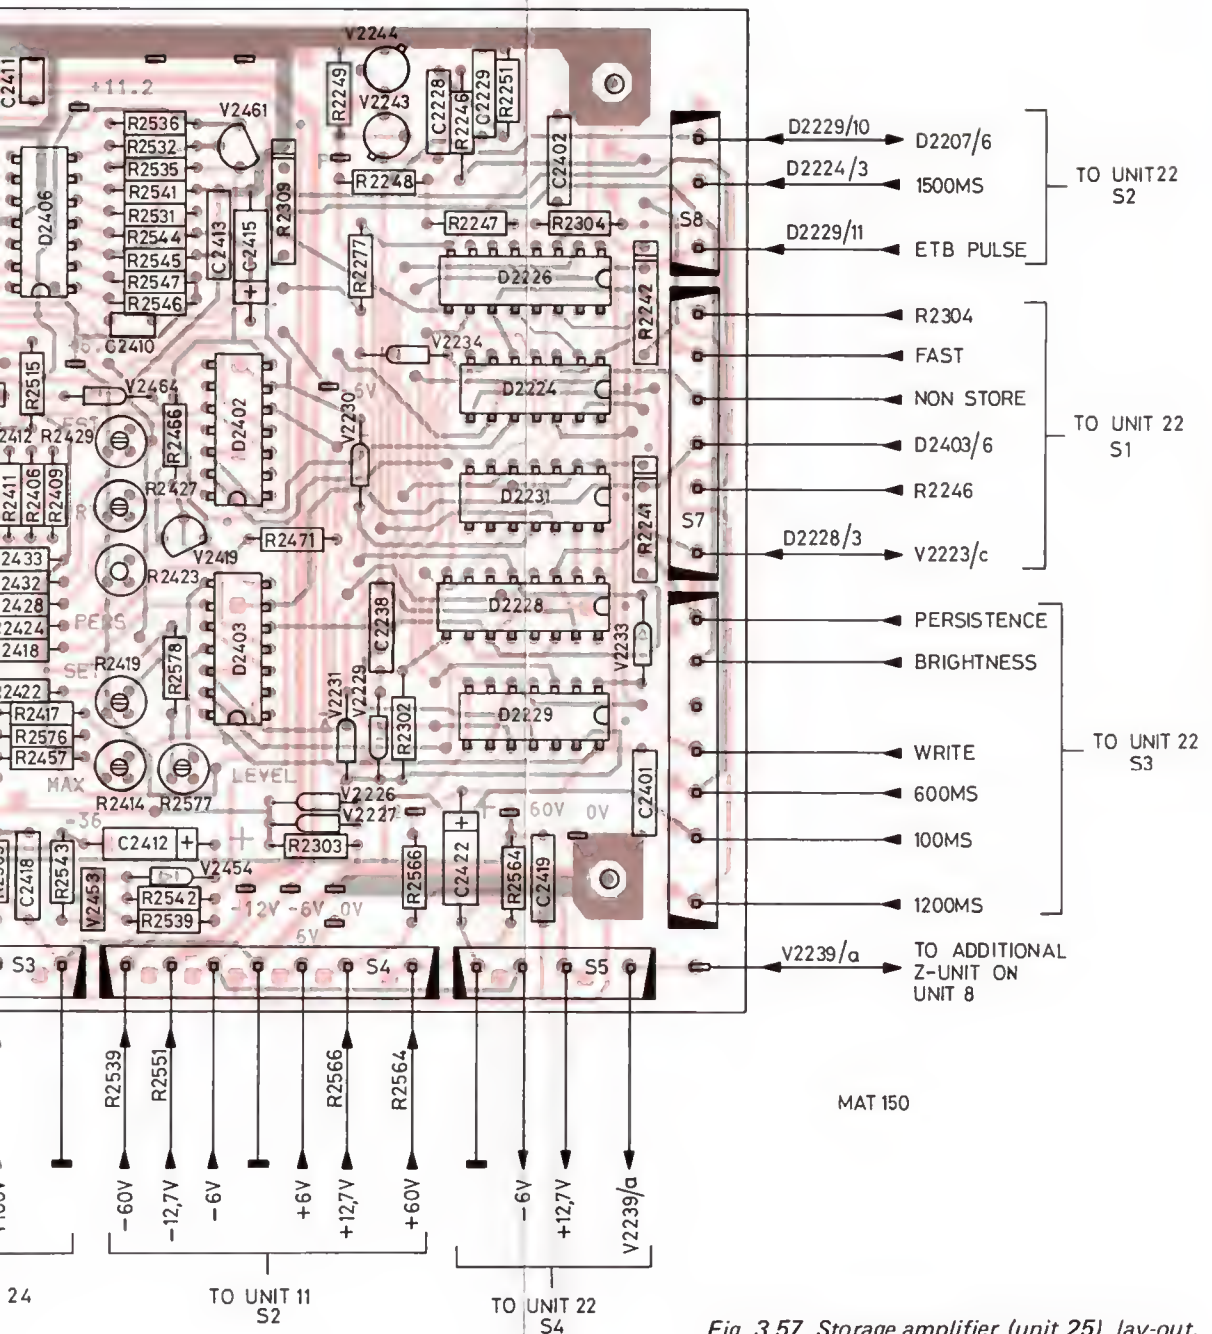 V2244
C2411
+11.2
R2249
V2243
C2228
R2246
C2229
R2251
V2461
R2536
R2532
R2535
R2541
R2531
R2544
R2545
R2547
R2546
C2410
D2406
C2413
C2415
+
R2309
R2248
C2402
R2247
R2304
R2277
D2226
R2242
S8
V2234
D2224
5V
V2230
R2515
V2464
R2466
D2402
R2429
R2411
R2406
R2409
R2427
V2419
R2471
D2231
R2241
S7
R2423
2433
2432
2428
2424
2418
PERS
D2403
C2238
D2228
V2233
R2578
R2419
SET
R2422
R2417
R2576
R2457
V2231
V2229
R2302
D2229
MAX
R2414
R2577
LEVEL
V2226
V2227
R2303
C2401
-36
C2412
+
+
60V
0V
C2418
R2543
V2453
V2454
R2542
R2539
-12V
-6V
0V
5V
R2566
C2422
+
R2564
C2419
S3
S4
S5
D2229/10
D2207/6
D2224/3
1500MS
D2229/11
ETB PULSE
TO UNIT22
S2
R2304
FAST
NON STORE
D2403/6
R2246
D2228/3
V2223/c
TO UNIT 22
S1
PERSISTENCE
BRIGHTNESS
WRITE
600MS
100MS
1200MS
TO UNIT 22
S3
V2239/a
TO ADDITIONAL
Z-UNIT ON
UNIT 8
R2539
R2551
R2566
R2564
MAT 150
-60V
-12,7V
-6V
+6V
+12,7V
+60V
-6V
+12,7V
V2239/a
24
TO UNIT 11
S2
TO UNIT 22
S4
Fig. 3.57. Storage amplifier (unit 25), lay-out.